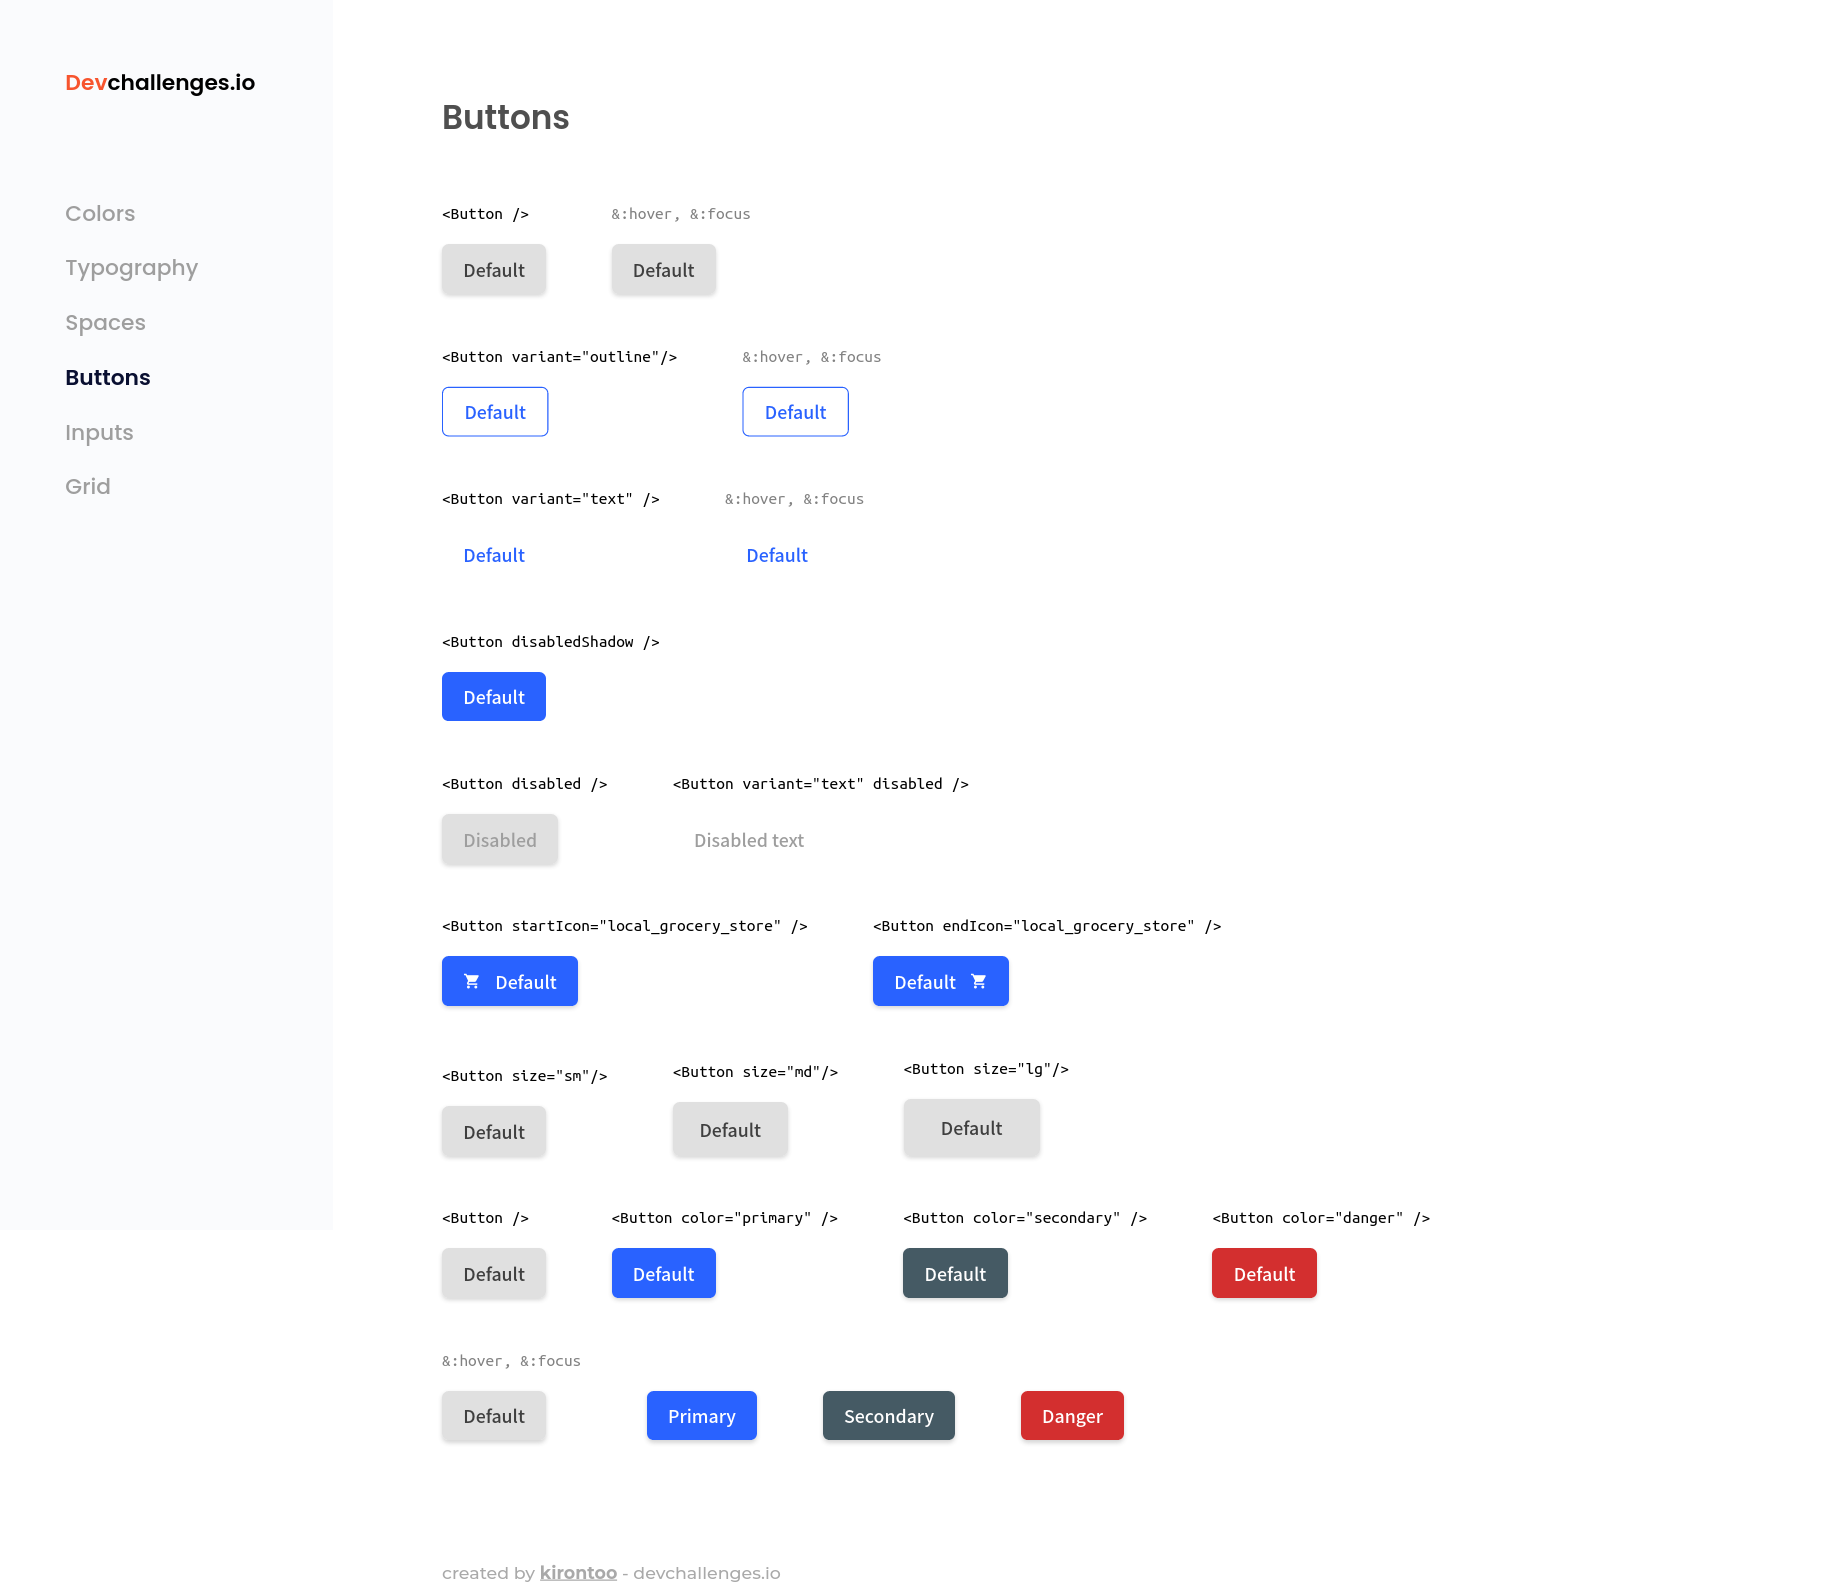 Devchallenges.io
Colors
Typography
Spaces
Buttons
Inputs
Grid
Buttons
<Button /> &:hover, &:focus
Default Default
<Button variant="outline"/> &:hover, &:focus
Default Default
<Button variant="text" /> &:hover, &:focus
Default Default
<Button disabledShadow />
Default
<Button disabled /> <Button variant="text" disabled />
Disabled Disabled text
<Button startIcon="local_grocery_store" /> <Button endIcon="local_grocery_store" />
Default Default
<Button size="sm"/> <Button size="md"/> <Button size="lg"/>
Default Default Default
<Button /> <Button color="primary" /> <Button color="secondary" /> <Button color="danger" />
Default Default Default Default
&:hover, &:focus
Default Primary Secondary Danger
created by kirontoo - devchallenges.io